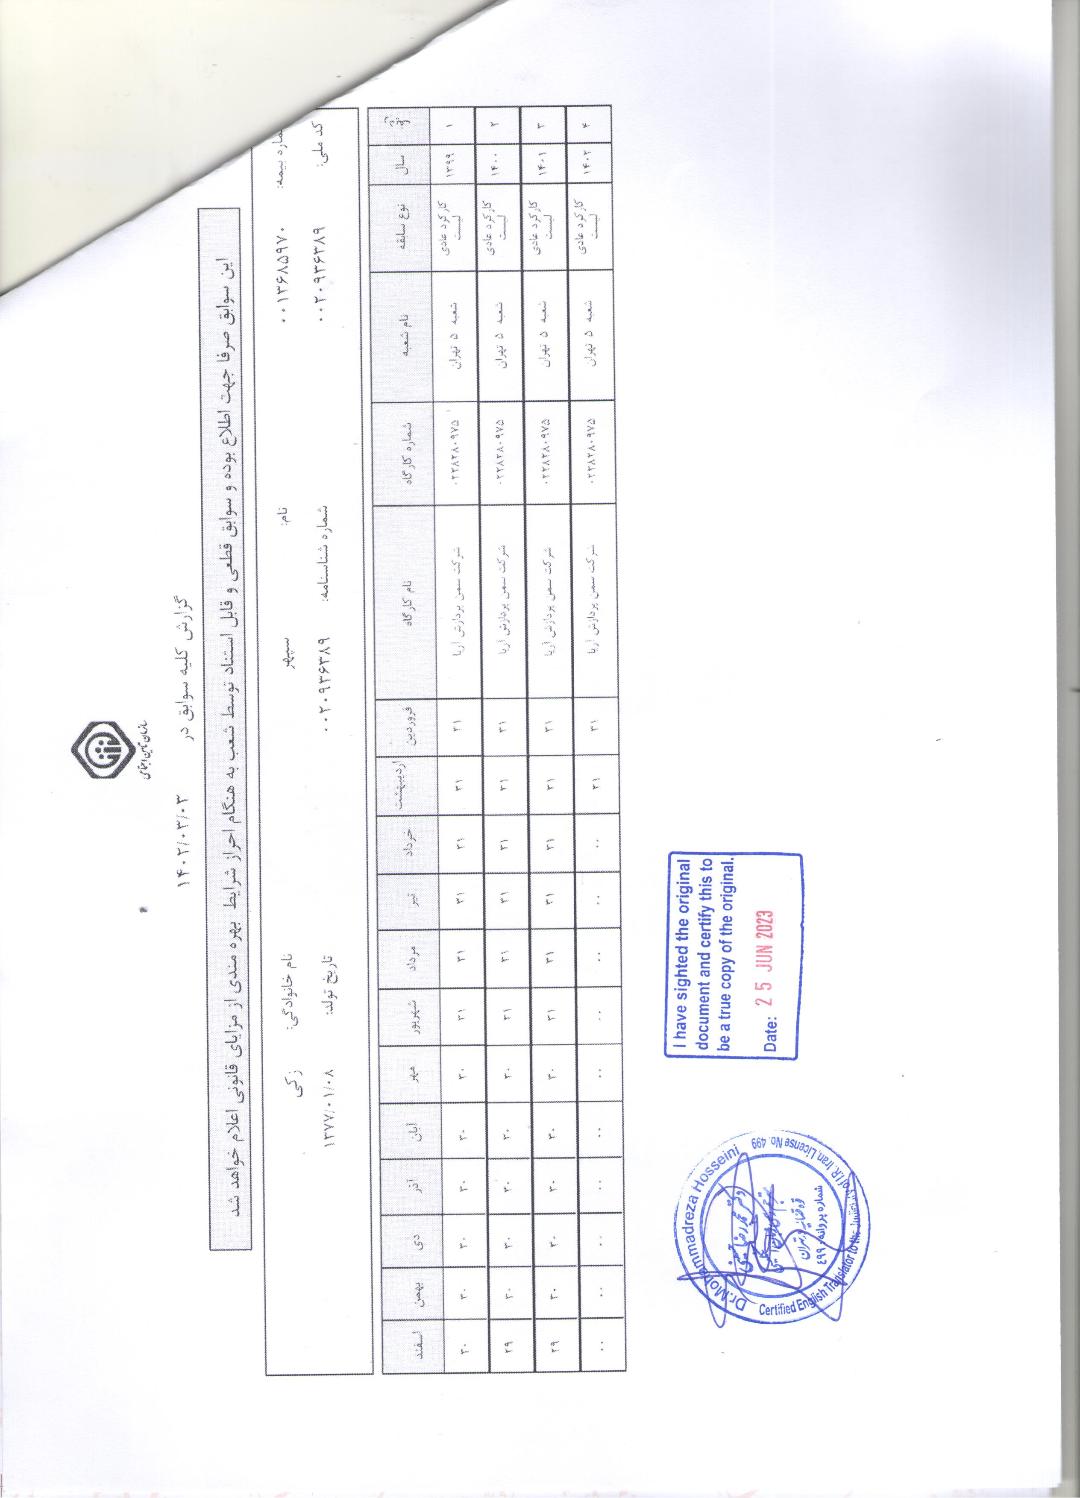 سازمان تأمین اجتماعی
گزارش کلیه سوابق در ۱۴۰۲/۰۳/۰۳
این سوابق صرفا جهت اطلاع بوده و سوابق قطعی و قابل استناد توسط شعب به هنگام احراز شرایط بهره مندی از مزایای قانونی اعلام خواهد شد
ماره بیمه: ۰۰۱۳۶۸۵۹۷۰ نام: سپهر نام خانوادگی: زکی
کد ملی: ۰۰۲۰۹۳۶۳۸۹ شماره شناسنامه: ۰۰۲۰۹۳۶۳۸۹ تاریخ تولد: ۱۳۷۷/۰۱/۰۸
ردیف سال نوع سابقه نام شعبه شماره کارگاه نام کارگاه فروردین اردیبهشت خرداد تیر مرداد شهریور مهر آبان آذر دی بهمن اسفند
۱ ۱۳۹۹ کارکرد عادی لیست شعبه ۵ تهران ۰۲۲۸۲۸۰۹۷۵ شرکت سمن پردازش آریا ۳۱ ۳۱ ۳۱ ۳۱ ۳۱ ۳۱ ۳۰ ۳۰ ۳۰ ۳۰ ۳۰ ۳۰
۲ ۱۴۰۰ کارکرد عادی لیست شعبه ۵ تهران ۰۲۲۸۲۸۰۹۷۵ شرکت سمن پردازش آریا ۳۱ ۳۱ ۳۱ ۳۱ ۳۱ ۳۱ ۳۰ ۳۰ ۳۰ ۳۰ ۳۰ ۲۹
۳ ۱۴۰۱ کارکرد عادی لیست شعبه ۵ تهران ۰۲۲۸۲۸۰۹۷۵ شرکت سمن پردازش آریا ۳۱ ۳۱ ۳۱ ۳۱ ۳۱ ۳۱ ۳۰ ۳۰ ۳۰ ۳۰ ۳۰ ۲۹
۴ ۱۴۰۲ کارکرد عادی لیست شعبه ۵ تهران ۰۲۲۸۲۸۰۹۷۵ شرکت سمن پردازش آریا ۳۱ ۲۱ ۰۰ ۰۰ ۰۰ ۰۰ ۰۰ ۰۰ ۰۰ ۰۰ ۰۰ ۰۰
I have sighted the original
document and certify this to
be a true copy of the original.
Date: 25 JUN 2023
Dr.Mohammadreza Hosseini
دکتر محمدرضا حسینی
قوه قضائیه در تهران
شماره پروانه: ٤٩٩
Certified English Translator to the Judiciary of I.R. Iran, License No. 499
۱